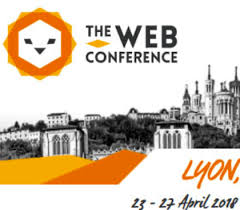 THE WEB
CONFERENCE
LYON,
23 - 27 April 2018